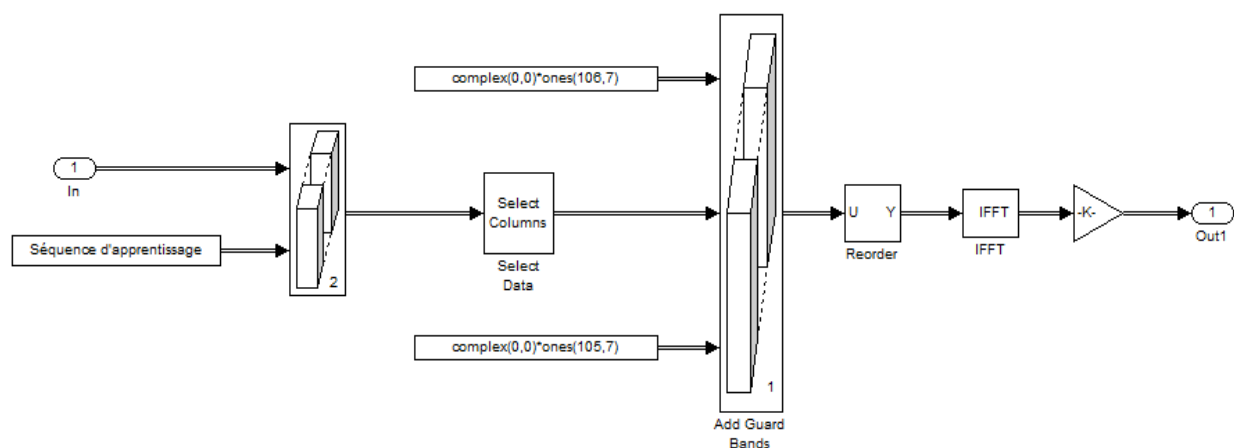 complex(0,0)*ones(106,7)
1
In
Séquence d'apprentissage
2
Select
Columns
Select
Data
complex(0,0)*ones(105,7)
1
Add Guard
Bands
U Y
Reorder
IFFT
IFFT
-K-
1
Out1